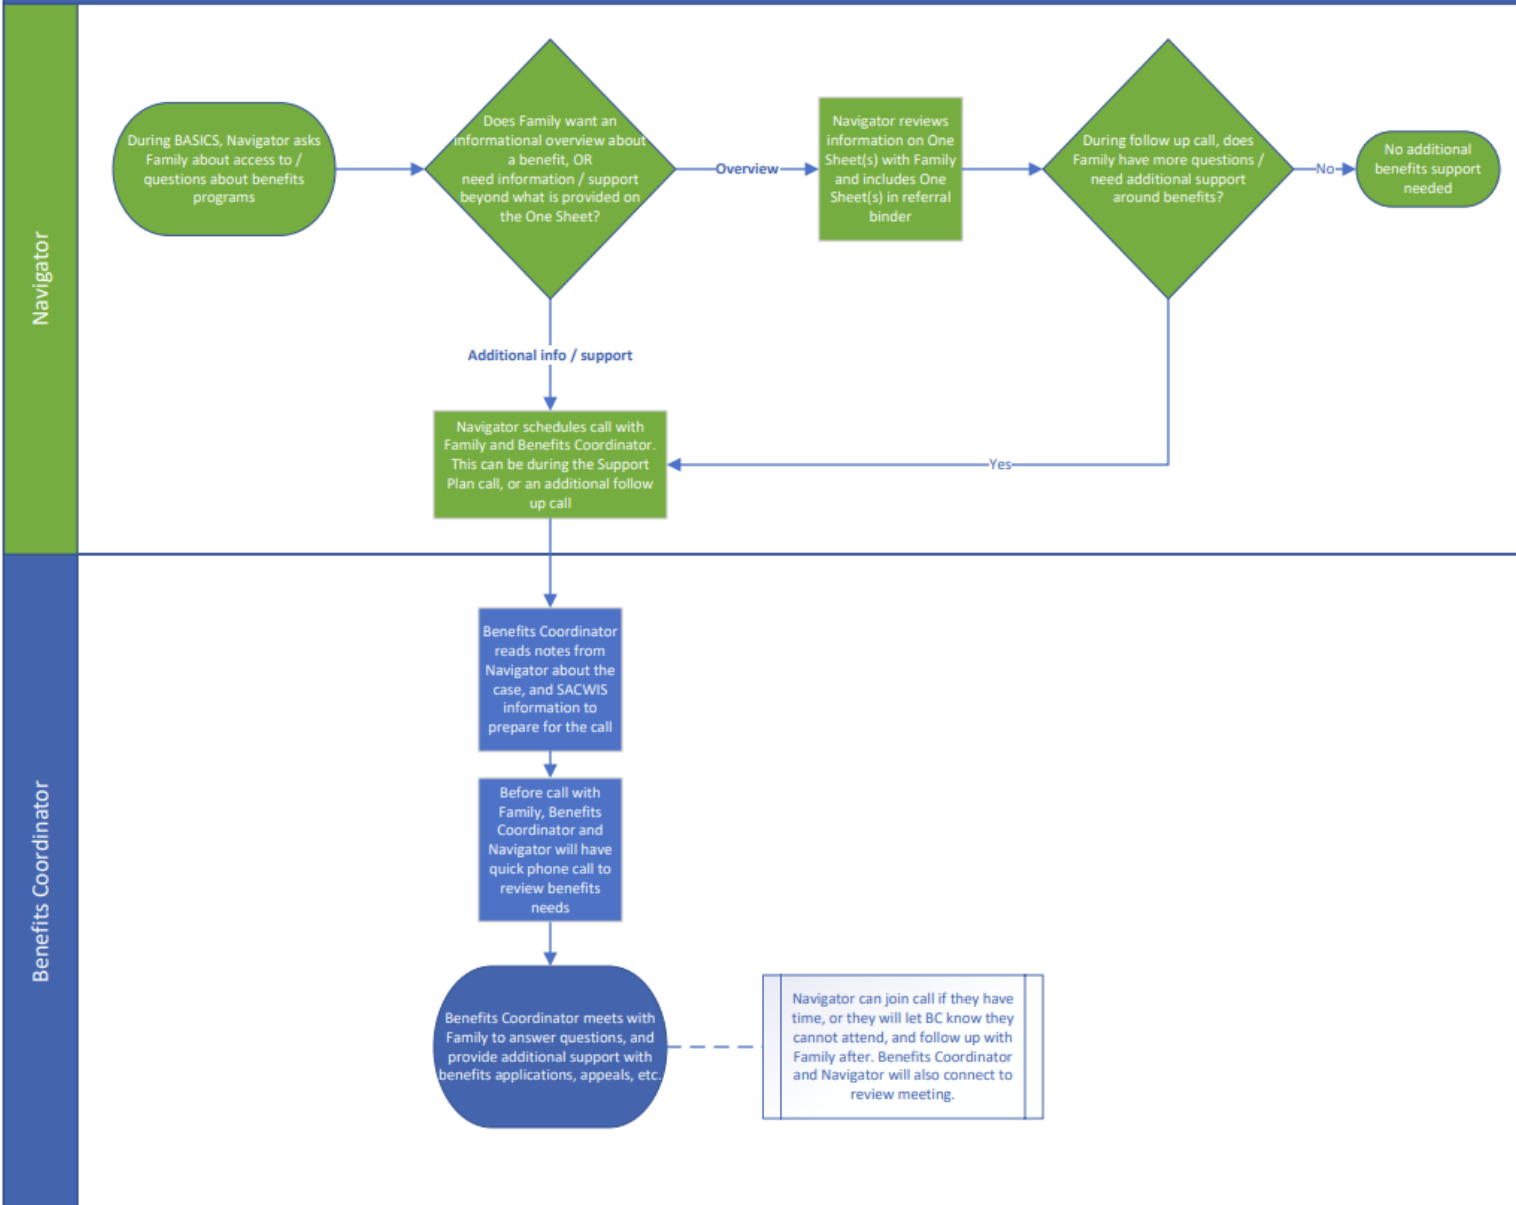 Navigator
During BASICS, Navigator asks
Family about access to /
questions about benefits
programs
Does Family want an
informational overview about
a benefit, OR
need information / support
beyond what is provided on
the One Sheet?
Overview
Navigator reviews
information on One
Sheet(s) with Family
and includes One
Sheet(s) in referral
binder
During follow up call, does
Family have more questions /
need additional support
around benefits?
No
No additional
benefits support
needed
Additional info / support
Yes
Navigator schedules call with
Family and Benefits Coordinator.
This can be during the Support
Plan call, or an additional follow
up call
Benefits Coordinator
Benefits Coordinator
reads notes from
Navigator about the
case, and SACWIS
information to
prepare for the call
Before call with
Family, Benefits
Coordinator and
Navigator will have
quick phone call to
review benefits
needs
Benefits Coordinator meets with
Family to answer questions, and
provide additional support with
benefits applications, appeals, etc.
Navigator can join call if they have
time, or they will let BC know they
cannot attend, and follow up with
Family after. Benefits Coordinator
and Navigator will also connect to
review meeting.